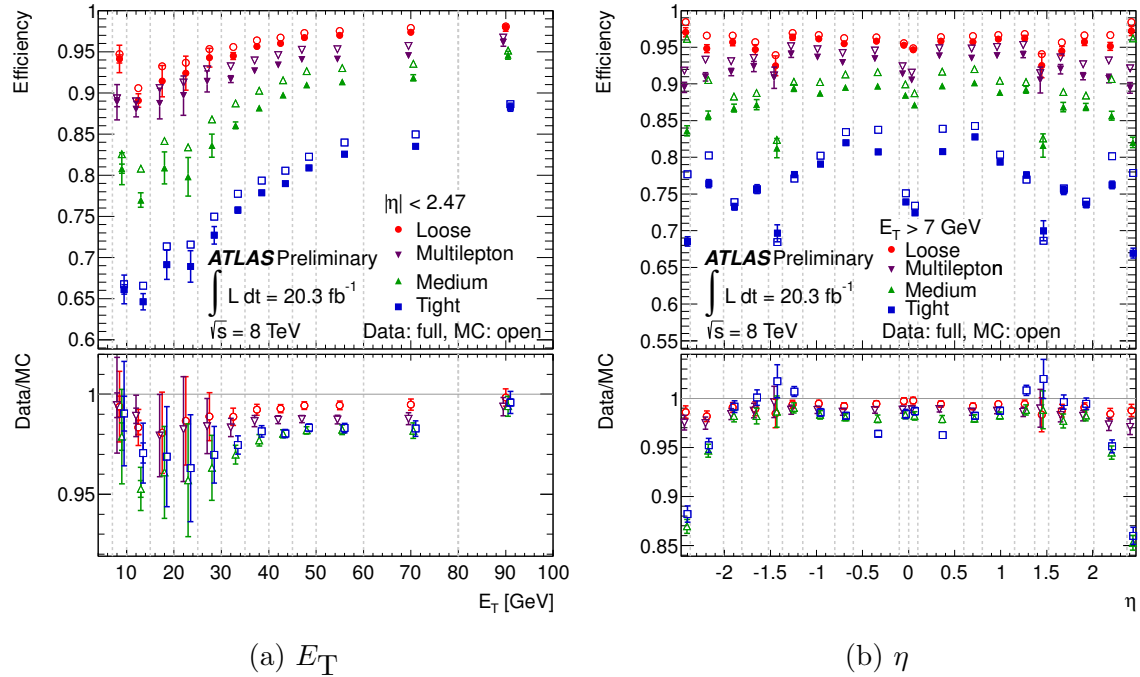 Efficiency
1
0.95
0.9
0.85
0.8
0.75
0.7
0.65
0.6
|η| < 2.47
Loose
Multilepton
Medium
Tight
ATLAS Preliminary
∫ L dt = 20.3 fb⁻¹
√s = 8 TeV
Data: full, MC: open
Data/MC
1
0.95
10 20 30 40 50 60 70 80 90 100
E_T [GeV]
(a) E_T
Efficiency
1
0.95
0.9
0.85
0.8
0.75
0.7
0.65
0.6
0.55
E_T > 7 GeV
Loose
Multilepton
Medium
Tight
ATLAS Preliminary
∫ L dt = 20.3 fb⁻¹
√s = 8 TeV
Data: full, MC: open
Data/MC
1
0.95
0.9
0.85
-2 -1.5 -1 -0.5 0 0.5 1 1.5 2
η
(b) η